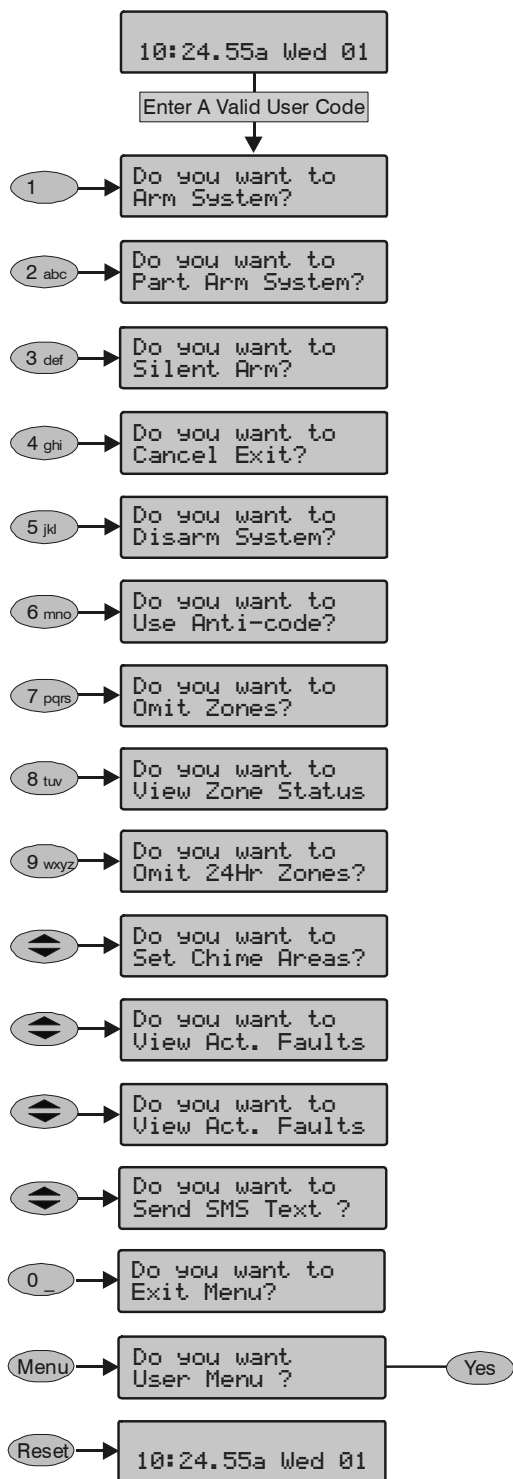 10:24.55a Wed 01
Enter A Valid User Code
1
Do you want to
Arm System?
2 abc
Do you want to
Part Arm System?
3 def
Do you want to
Silent Arm?
4 ghi
Do you want to
Cancel Exit?
5 jkl
Do you want to
Disarm System?
6 mno
Do you want to
Use Anti-code?
7 pqrs
Do you want to
Omit Zones?
8 tuv
Do you want to
View Zone Status
9 wxyz
Do you want to
Omit 24Hr Zones?
Do you want to
Set Chime Areas?
Do you want to
View Act. Faults
Do you want to
View Act. Faults
Do you want to
Send SMS Text ?
0 _
Do you want to
Exit Menu?
Menu
Do you want
User Menu ?
Yes
Reset
10:24.55a Wed 01